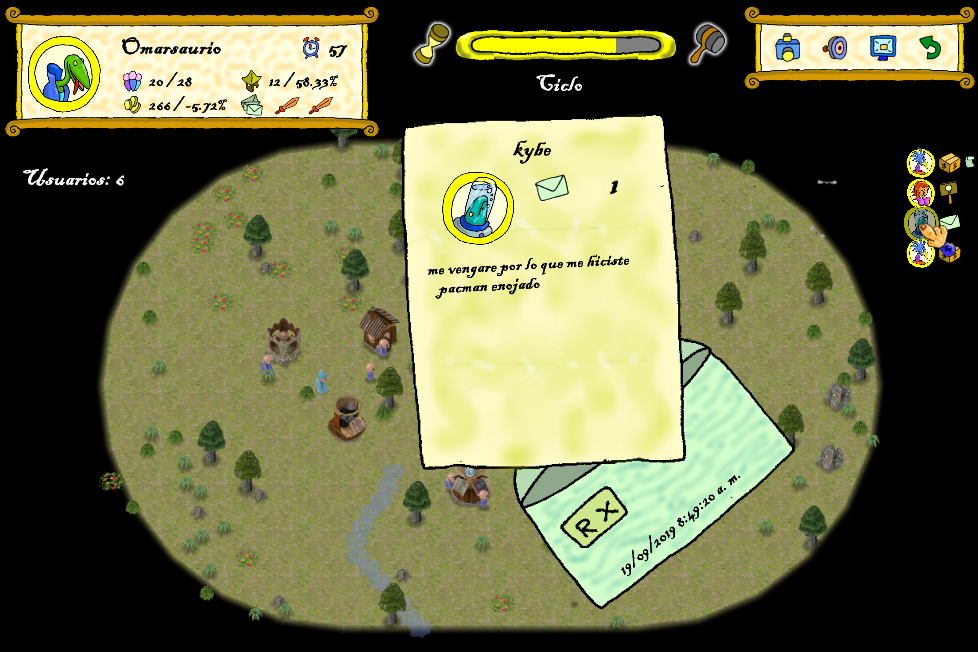 Omarsaurio
57
20/28
12/58.33%
266/-5.72%
Ciclo
Usuarios: 6
kybe
1
me vengare por lo que me hiciste
pacman enojado
RX
19/09/2019 8:49:20 a. m.